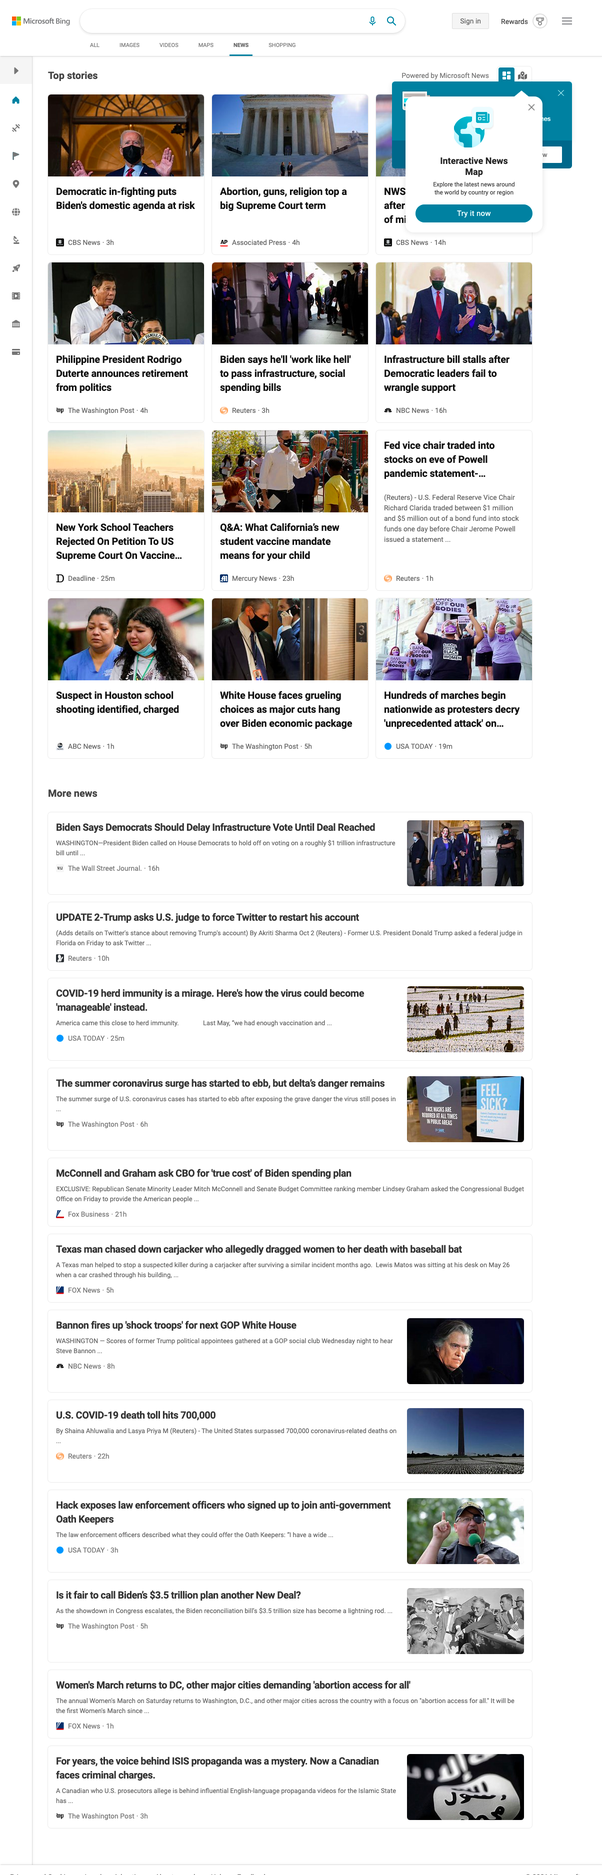 Microsoft Bing
Sign in
Rewards
ALL
IMAGES
VIDEOS
MAPS
NEWS
SHOPPING
Top stories
Powered by Microsoft News
Interactive News
Map
Explore the latest news around
the world by country or region
Try it now
Democratic in-fighting puts
Biden's domestic agenda at risk
CBS News · 3h
Abortion, guns, religion top a
big Supreme Court term
AP Associated Press · 4h
NWS
after
of mi
CBS News · 14h
Philippine President Rodrigo
Duterte announces retirement
from politics
wp The Washington Post · 4h
Biden says he'll 'work like hell'
to pass infrastructure, social
spending bills
Reuters · 3h
Infrastructure bill stalls after
Democratic leaders fail to
wrangle support
NBC News · 16h
New York School Teachers
Rejected On Petition To US
Supreme Court On Vaccine...
D Deadline · 25m
Q&A: What California's new
student vaccine mandate
means for your child
Mercury News · 23h
Fed vice chair traded into
stocks on eve of Powell
pandemic statement-...
(Reuters) - U.S. Federal Reserve Vice Chair
Richard Clarida traded between $1 million
and $5 million out of a bond fund into stock
funds one day before Chair Jerome Powell
issued a statement ...
Reuters · 1h
Suspect in Houston school
shooting identified, charged
ABC News · 1h
3
White House faces grueling
choices as major cuts hang
over Biden economic package
wp The Washington Post · 5h
BANS OFF
OUR
BODIES
Hundreds of marches begin
nationwide as protesters decry
'unprecedented attack' on...
USA TODAY · 19m
More news
Biden Says Democrats Should Delay Infrastructure Vote Until Deal Reached
WASHINGTON—President Biden called on House Democrats to hold off on voting on a roughly $1 trillion infrastructure
bill until ...
WSJ The Wall Street Journal. · 16h
UPDATE 2-Trump asks U.S. judge to force Twitter to restart his account
(Adds details on Twitter's stance about removing Trump's account) By Akriti Sharma Oct 2 (Reuters) - Former U.S. President Donald Trump asked a federal judge in
Florida on Friday to ask Twitter ...
Reuters · 10h
COVID-19 herd immunity is a mirage. Here's how the virus could become
'manageable' instead.
America came this close to herd immunity. Last May, "we had enough vaccination and ...
USA TODAY · 25m
The summer coronavirus surge has started to ebb, but delta's danger remains
The summer surge of U.S. coronavirus cases has started to ebb after exposing the grave danger the virus still poses in
...
wp The Washington Post · 6h
FACE MASKS ARE
REQUIRED AT ALL TIMES
IN PUBLIC AREAS
FEEL
SICK?
McConnell and Graham ask CBO for 'true cost' of Biden spending plan
EXCLUSIVE: Republican Senate Minority Leader Mitch McConnell and Senate Budget Committee ranking member Lindsey Graham asked the Congressional Budget
Office on Friday to provide the American people ...
Fox Business · 21h
Texas man chased down carjacker who allegedly dragged women to her death with baseball bat
A Texas man helped to stop a suspected killer during a carjacker after surviving a similar incident months ago. Lewis Matos was sitting at his desk on May 26
when a car crashed through his building, ...
FOX News · 5h
Bannon fires up 'shock troops' for next GOP White House
WASHINGTON — Scores of former Trump political appointees gathered at a GOP social club Wednesday night to hear
Steve Bannon ...
NBC News · 8h
U.S. COVID-19 death toll hits 700,000
By Shaina Ahluwalia and Lasya Priya M (Reuters) - The United States surpassed 700,000 coronavirus-related deaths on
...
Reuters · 22h
Hack exposes law enforcement officers who signed up to join anti-government
Oath Keepers
The law enforcement officers described what they could offer the Oath Keepers: "I have a wide ...
USA TODAY · 3h
Is it fair to call Biden's $3.5 trillion plan another New Deal?
As the showdown in Congress escalates, the Biden reconciliation bill's $3.5 trillion size has become a lightning rod. ...
wp The Washington Post · 5h
Women's March returns to DC, other major cities demanding 'abortion access for all'
The annual Women's March on Saturday returns to Washington, D.C., and other major cities across the country with a focus on "abortion access for all." It will be
the first Women's March since ...
FOX News · 1h
For years, the voice behind ISIS propaganda was a mystery. Now a Canadian
faces criminal charges.
A Canadian who U.S. prosecutors allege is behind influential English-language propaganda videos for the Islamic State
has ...
wp The Washington Post · 3h